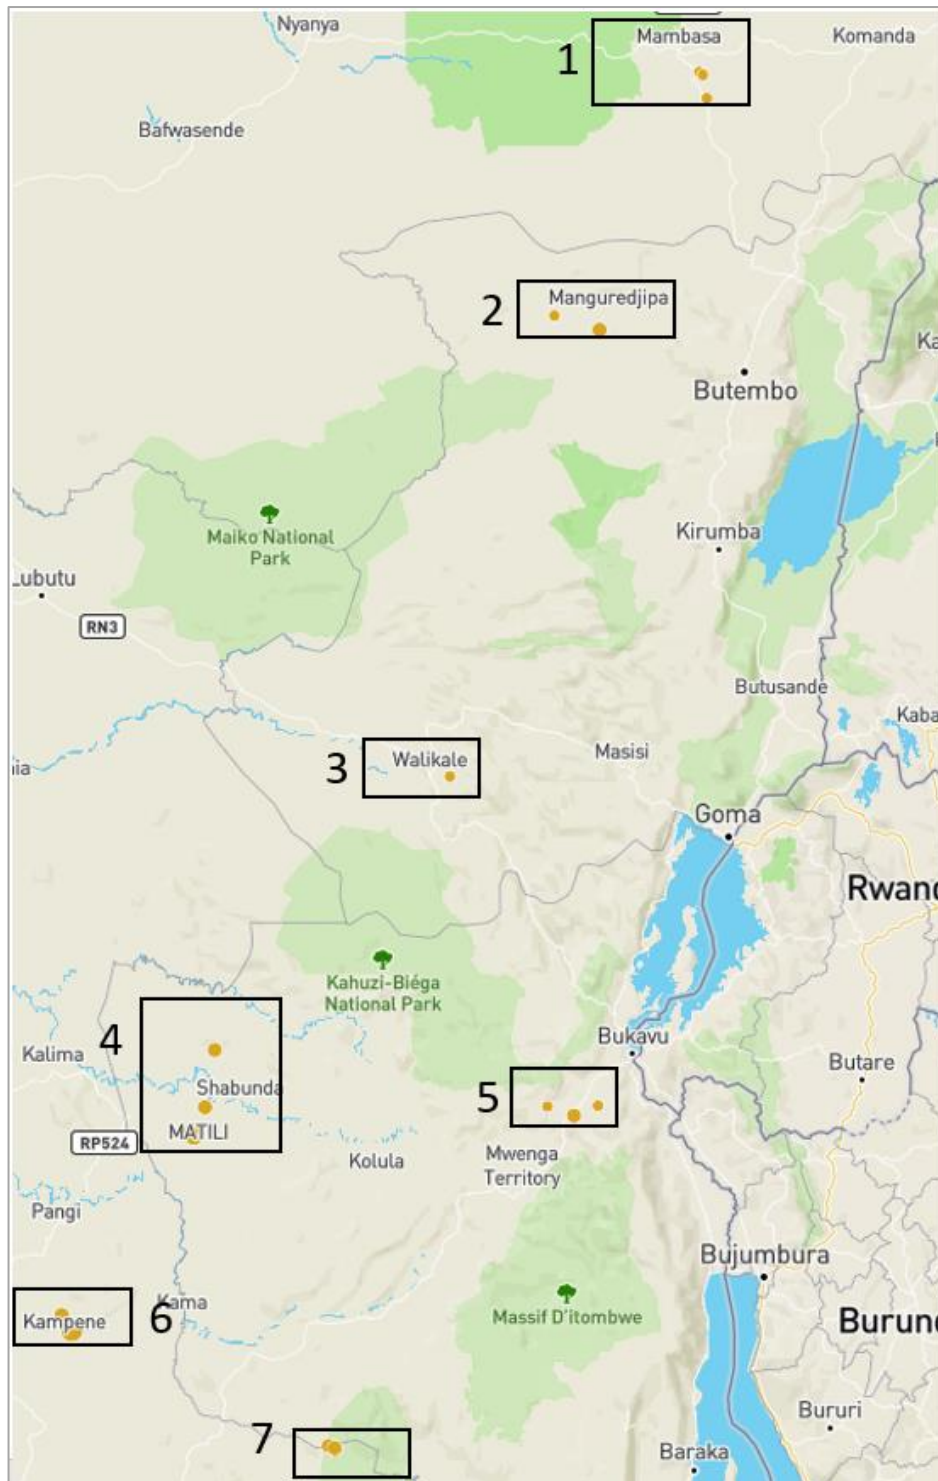 Nyanya
Mambasa
Komanda
1
Bafwasende
2
Manguredjipa
Ka
Butembo
Maiko National
Park
Kirumba
Lubutu
RN3
Butusande
Kaba
ia
3
Walikale
Masisi
Goma
Rwand
Kahuzi-Biéga
National Park
4
Kalima
Bukavu
Butare
Shabunda
5
MATILI
RP524
Kolula
Mwenga
Territory
Pangi
Bujumbura
Kama
Kampene
6
Massif D'itombwe
Burun
7
Bururi
Baraka